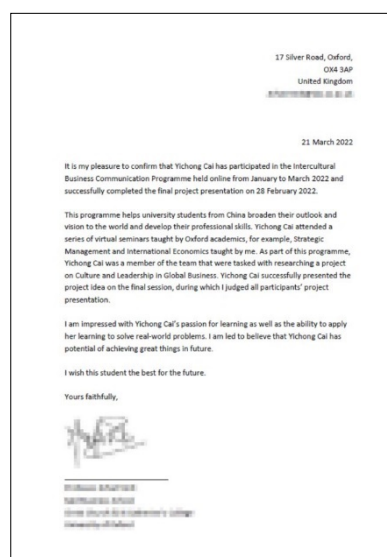 17 Silver Road, Oxford,
OX4 3AP
United Kingdom
21 March 2022
It is my pleasure to confirm that Yichong Cai has participated in the Intercultural
Business Communication Programme held online from January to March 2022 and
successfully completed the final project presentation on 28 February 2022.
This programme helps university students from China broaden their outlook and
vision to the world and develop their professional skills. Yichong Cai attended a
series of virtual seminars taught by Oxford academics, for example, Strategic
Management and International Economics taught by me. As part of this programme,
Yichong Cai was a member of the team that were tasked with researching a project
on Culture and Leadership in Global Business. Yichong Cai successfully presented the
project idea on the final session, during which I judged all participants' project
presentation.
I am impressed with Yichong Cai's passion for learning as well as the ability to apply
her learning to solve real-world problems. I am led to believe that Yichong Cai has
potential of achieving great things in future.
I wish this student the best for the future.
Yours faithfully,